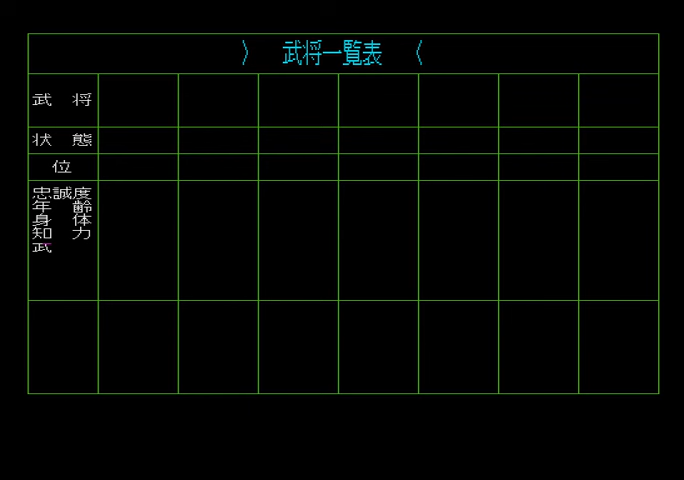 〉 武将一覧表 〈
武 将
状 態
位
忠誠度
年 齢
身 体
知 力
武